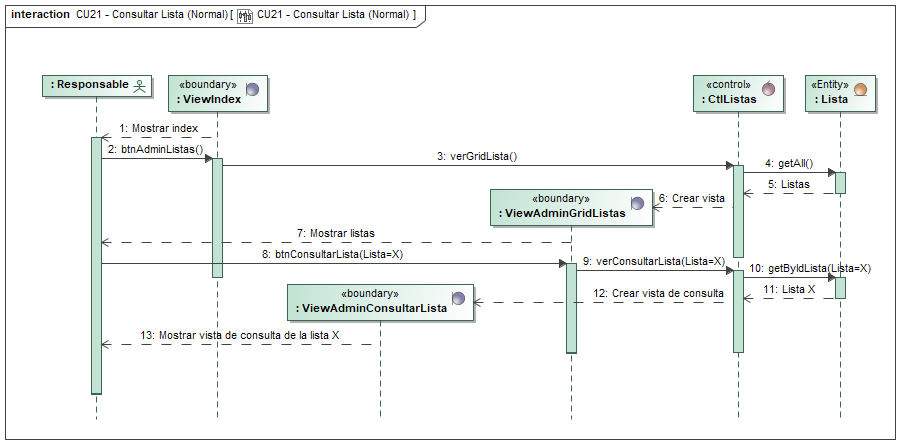 interaction CU21 - Consultar Lista (Normal) [ CU21 - Consultar Lista (Normal) ]
: Responsable
«boundary»
: ViewIndex
«control»
: CtlListas
«Entity»
: Lista
1: Mostrar index
2: btnAdminListas()
3: verGridLista()
4: getAll()
5: Listas
«boundary»
: ViewAdminGridListas
6: Crear vista
7: Mostrar listas
8: btnConsultarLista(Lista=X)
9: verConsultarLista(Lista=X)
10: getByIdLista(Lista=X)
11: Lista X
«boundary»
: ViewAdminConsultarLista
12: Crear vista de consulta
13: Mostrar vista de consulta de la lista X